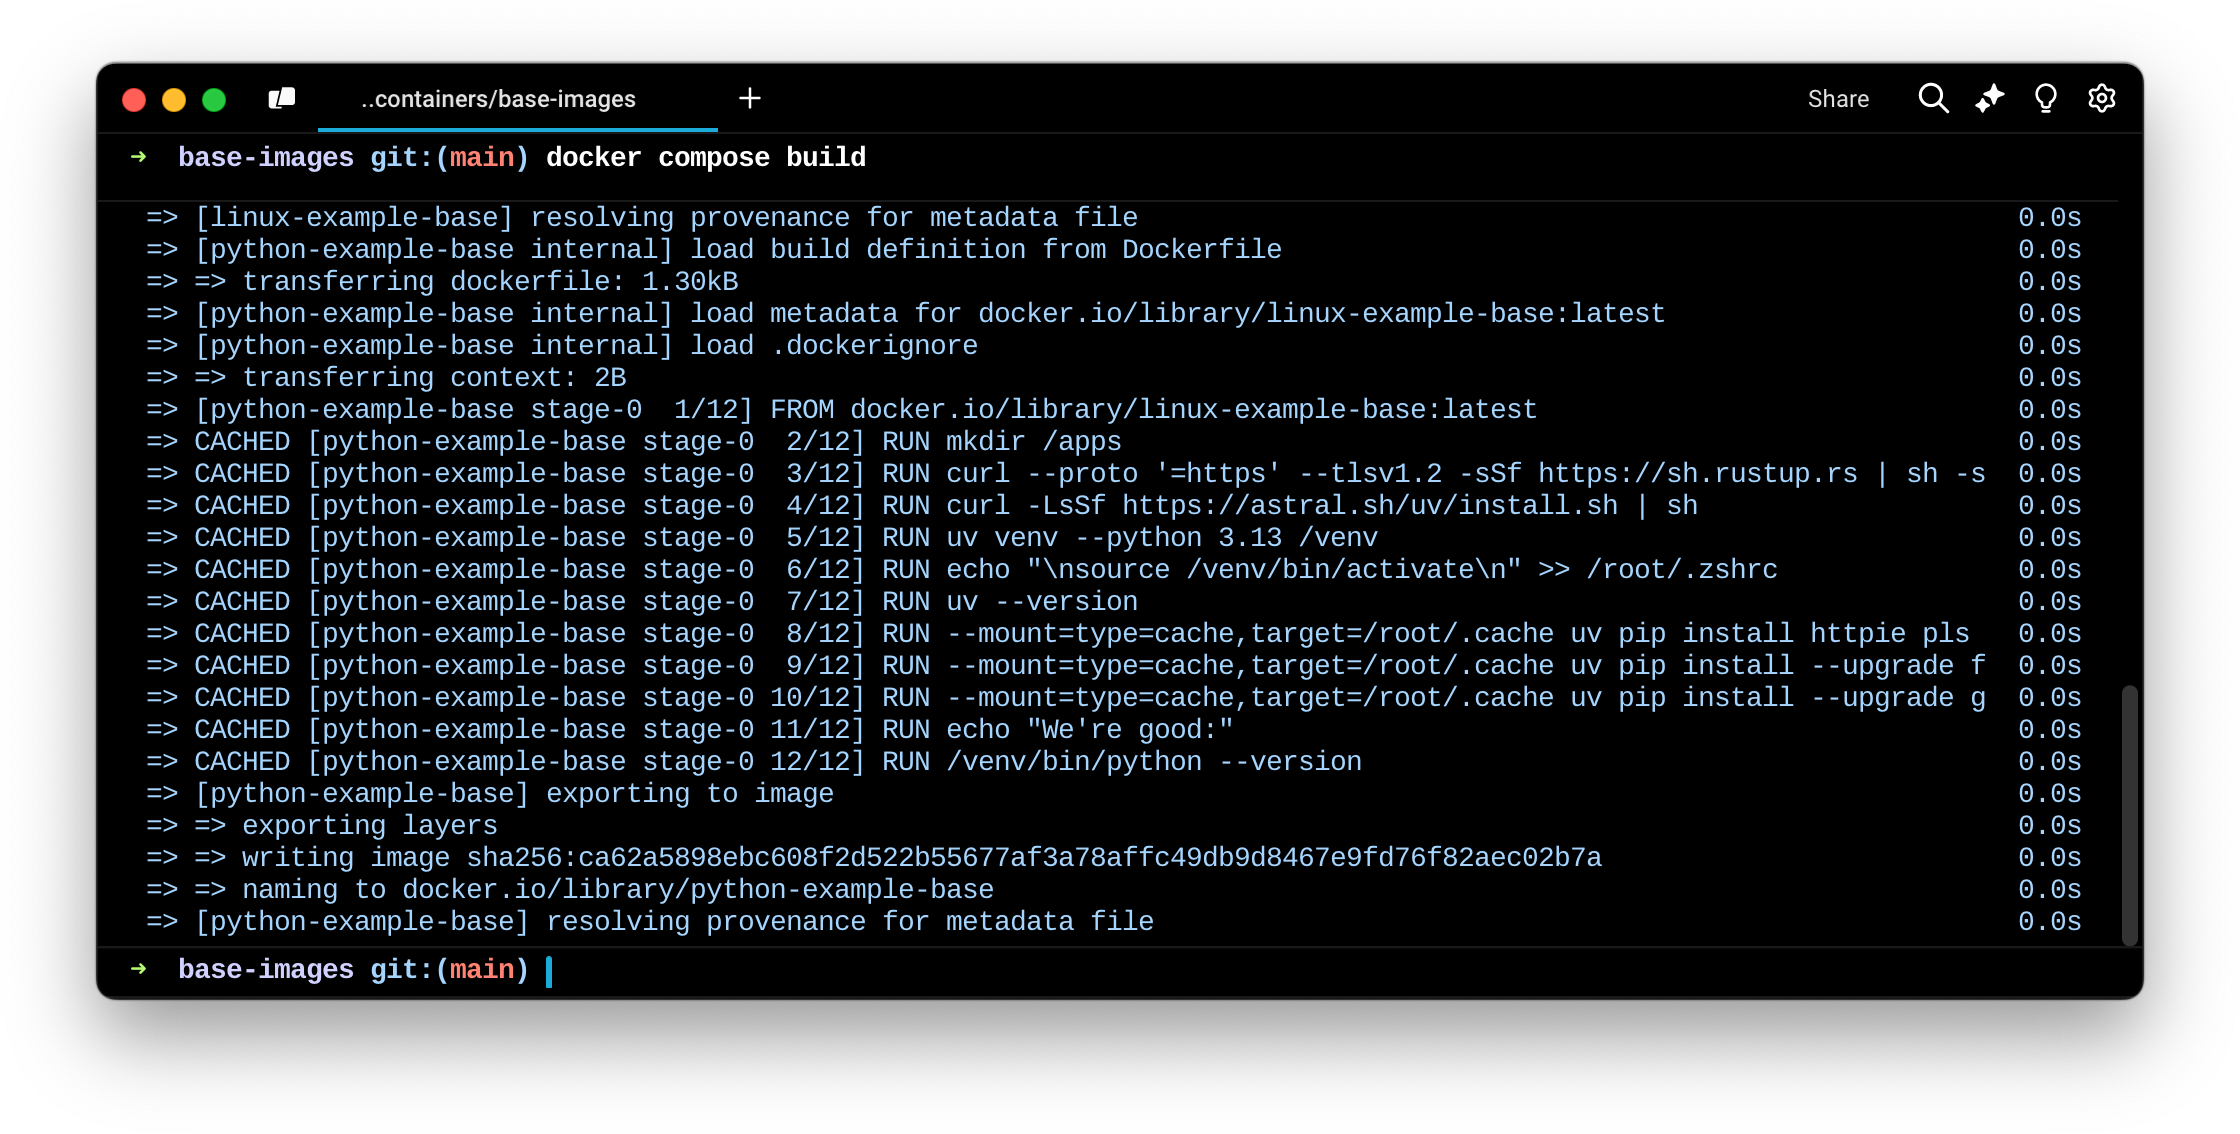 ..containers/base-images + Share
➜ base-images git:(main) docker compose build
=> [linux-example-base] resolving provenance for metadata file 0.0s
=> [python-example-base internal] load build definition from Dockerfile 0.0s
=> => transferring dockerfile: 1.30kB 0.0s
=> [python-example-base internal] load metadata for docker.io/library/linux-example-base:latest 0.0s
=> [python-example-base internal] load .dockerignore 0.0s
=> => transferring context: 2B 0.0s
=> [python-example-base stage-0  1/12] FROM docker.io/library/linux-example-base:latest 0.0s
=> CACHED [python-example-base stage-0  2/12] RUN mkdir /apps 0.0s
=> CACHED [python-example-base stage-0  3/12] RUN curl --proto '=https' --tlsv1.2 -sSf https://sh.rustup.rs | sh -s 0.0s
=> CACHED [python-example-base stage-0  4/12] RUN curl -LsSf https://astral.sh/uv/install.sh | sh 0.0s
=> CACHED [python-example-base stage-0  5/12] RUN uv venv --python 3.13 /venv 0.0s
=> CACHED [python-example-base stage-0  6/12] RUN echo "\nsource /venv/bin/activate\n" >> /root/.zshrc 0.0s
=> CACHED [python-example-base stage-0  7/12] RUN uv --version 0.0s
=> CACHED [python-example-base stage-0  8/12] RUN --mount=type=cache,target=/root/.cache uv pip install httpie pls 0.0s
=> CACHED [python-example-base stage-0  9/12] RUN --mount=type=cache,target=/root/.cache uv pip install --upgrade f 0.0s
=> CACHED [python-example-base stage-0 10/12] RUN --mount=type=cache,target=/root/.cache uv pip install --upgrade g 0.0s
=> CACHED [python-example-base stage-0 11/12] RUN echo "We're good:" 0.0s
=> CACHED [python-example-base stage-0 12/12] RUN /venv/bin/python --version 0.0s
=> [python-example-base] exporting to image 0.0s
=> => exporting layers 0.0s
=> => writing image sha256:ca62a5898ebc608f2d522b55677af3a78affc49db9d8467e9fd76f82aec02b7a 0.0s
=> => naming to docker.io/library/python-example-base 0.0s
=> [python-example-base] resolving provenance for metadata file 0.0s
➜ base-images git:(main)